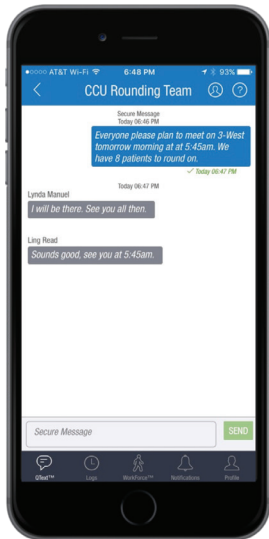 AT&T Wi-Fi 6:48 PM 93%
CCU Rounding Team
Secure Message
Today 06:46 PM
Everyone please plan to meet on 3-West
tomorrow morning at at 5:45am. We
have 8 patients to round on.
Today 06:47 PM
Today 06:47 PM
Lynda Manuel
I will be there. See you all then.
Ling Read
Sounds good, see you at 5:45am.
Secure Message SEND
QText™ Logs WorkForce™ Notifications Profile